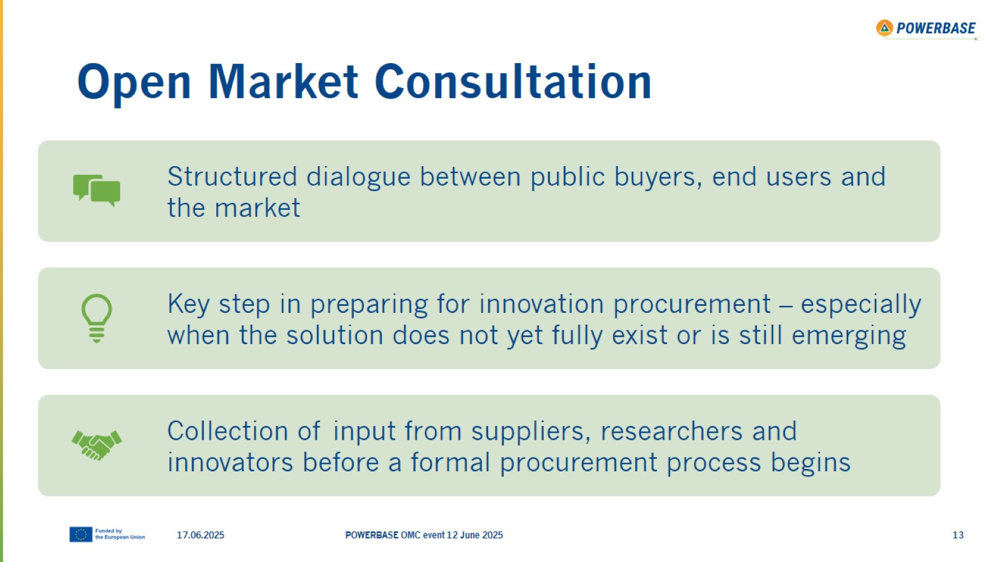 POWERBASE
Open Market Consultation
Structured dialogue between public buyers, end users and
the market
Key step in preparing for innovation procurement – especially
when the solution does not yet fully exist or is still emerging
Collection of input from suppliers, researchers and
innovators before a formal procurement process begins
Funded by
the European Union
17.06.2025
POWERBASE OMC event 12 June 2025
13